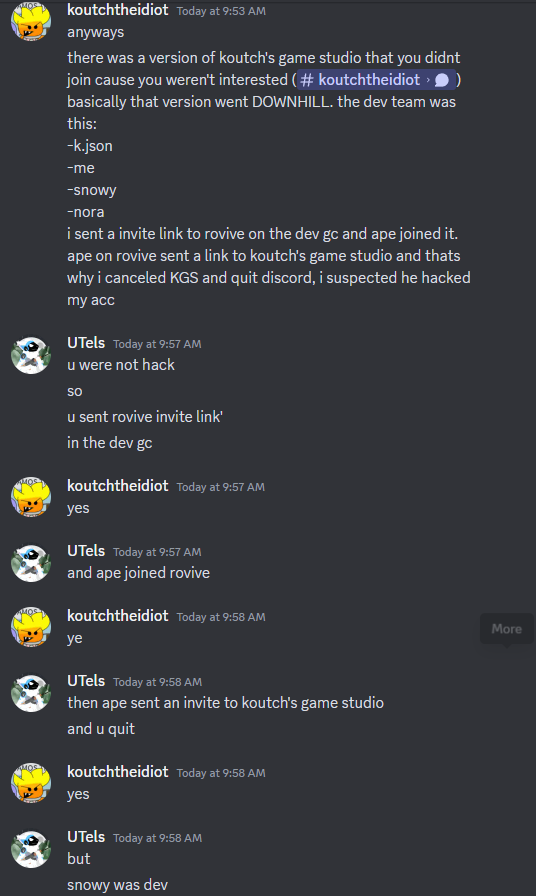 koutchtheidiot Today at 9:53 AM
anyways
there was a version of koutch's game studio that you didnt
join cause you weren't interested (# koutchtheidiot › )
basically that version went DOWNHILL. the dev team was
this:
-k.json
-me
-snowy
-nora
i sent a invite link to rovive on the dev gc and ape joined it.
ape on rovive sent a link to koutch's game studio and thats
why i canceled KGS and quit discord, i suspected he hacked
my acc
UTels Today at 9:57 AM
u were not hack
so
u sent rovive invite link'
in the dev gc
koutchtheidiot Today at 9:57 AM
yes
UTels Today at 9:57 AM
and ape joined rovive
koutchtheidiot Today at 9:58 AM
ye
More
UTels Today at 9:58 AM
then ape sent an invite to koutch's game studio
and u quit
koutchtheidiot Today at 9:58 AM
yes
UTels Today at 9:58 AM
but
snowy was dev